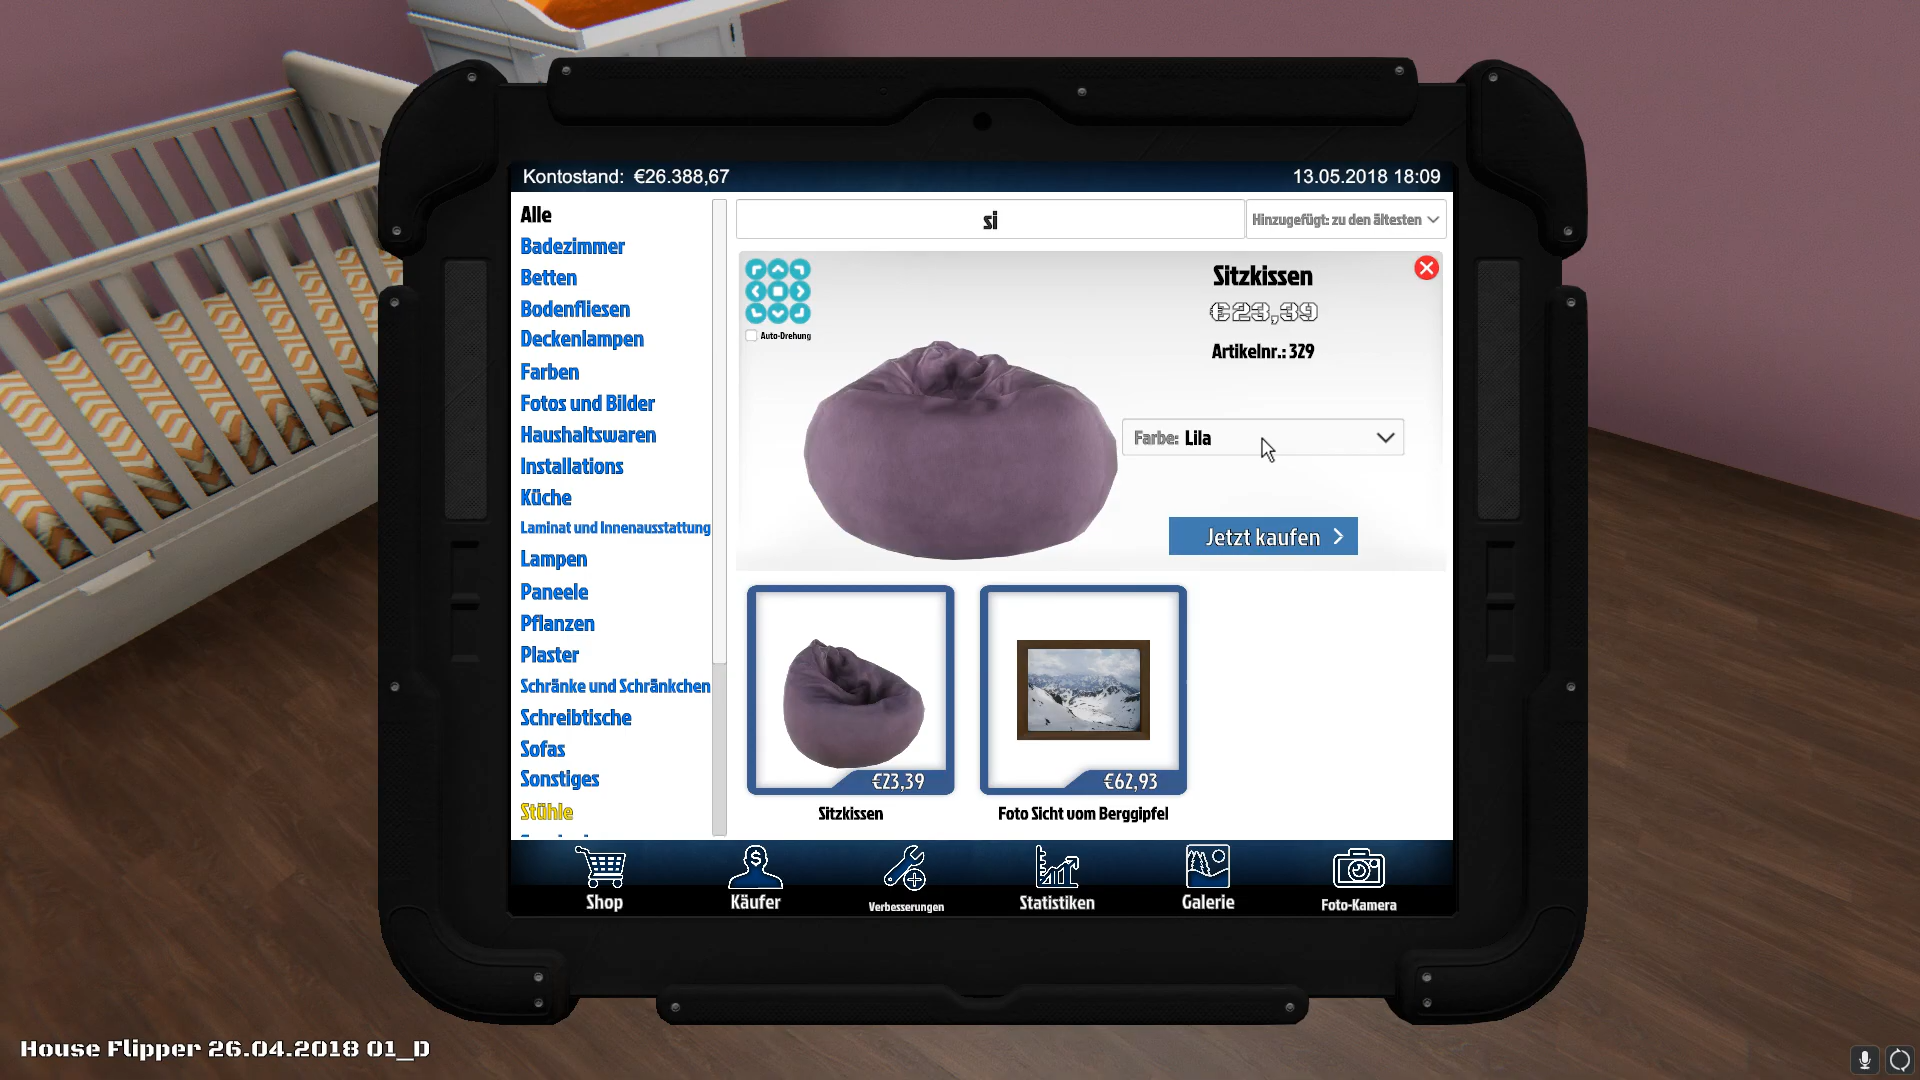 Kontostand: €26.388,67
13.05.2018 18:09
Alle
Badezimmer
Betten
Bodenfliesen
Deckenlampen
Farben
Fotos und Bilder
Haushaltswaren
Installations
Küche
Laminat und Innenausstattung
Lampen
Paneele
Pflanzen
Plaster
Schränke und Schränkchen
Schreibtische
Sofas
Sonstiges
Stühle
si
Hinzugefügt: zu den ältesten
Auto-Drehung
Sitzkissen
€23,39
Artikelnr.: 329
Farbe: Lila
Jetzt kaufen
€23,39
Sitzkissen
€62,93
Foto Sicht vom Berggipfel
Shop
Käufer
Verbesserungen
Statistiken
Galerie
Foto-Kamera
House Flipper 26.04.2018 01_D